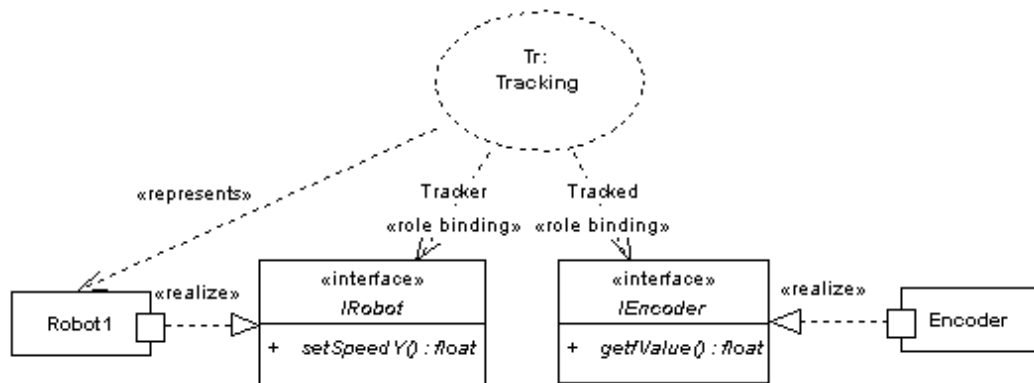 Tr:
Tracking
«represents»
Tracker
Tracked
«role binding»
«role binding»
«realize»
«interface»
IRobot
+ setSpeedY() : float
«interface»
IEncoder
+ getfValue() : float
«realize»
Robot1
Encoder